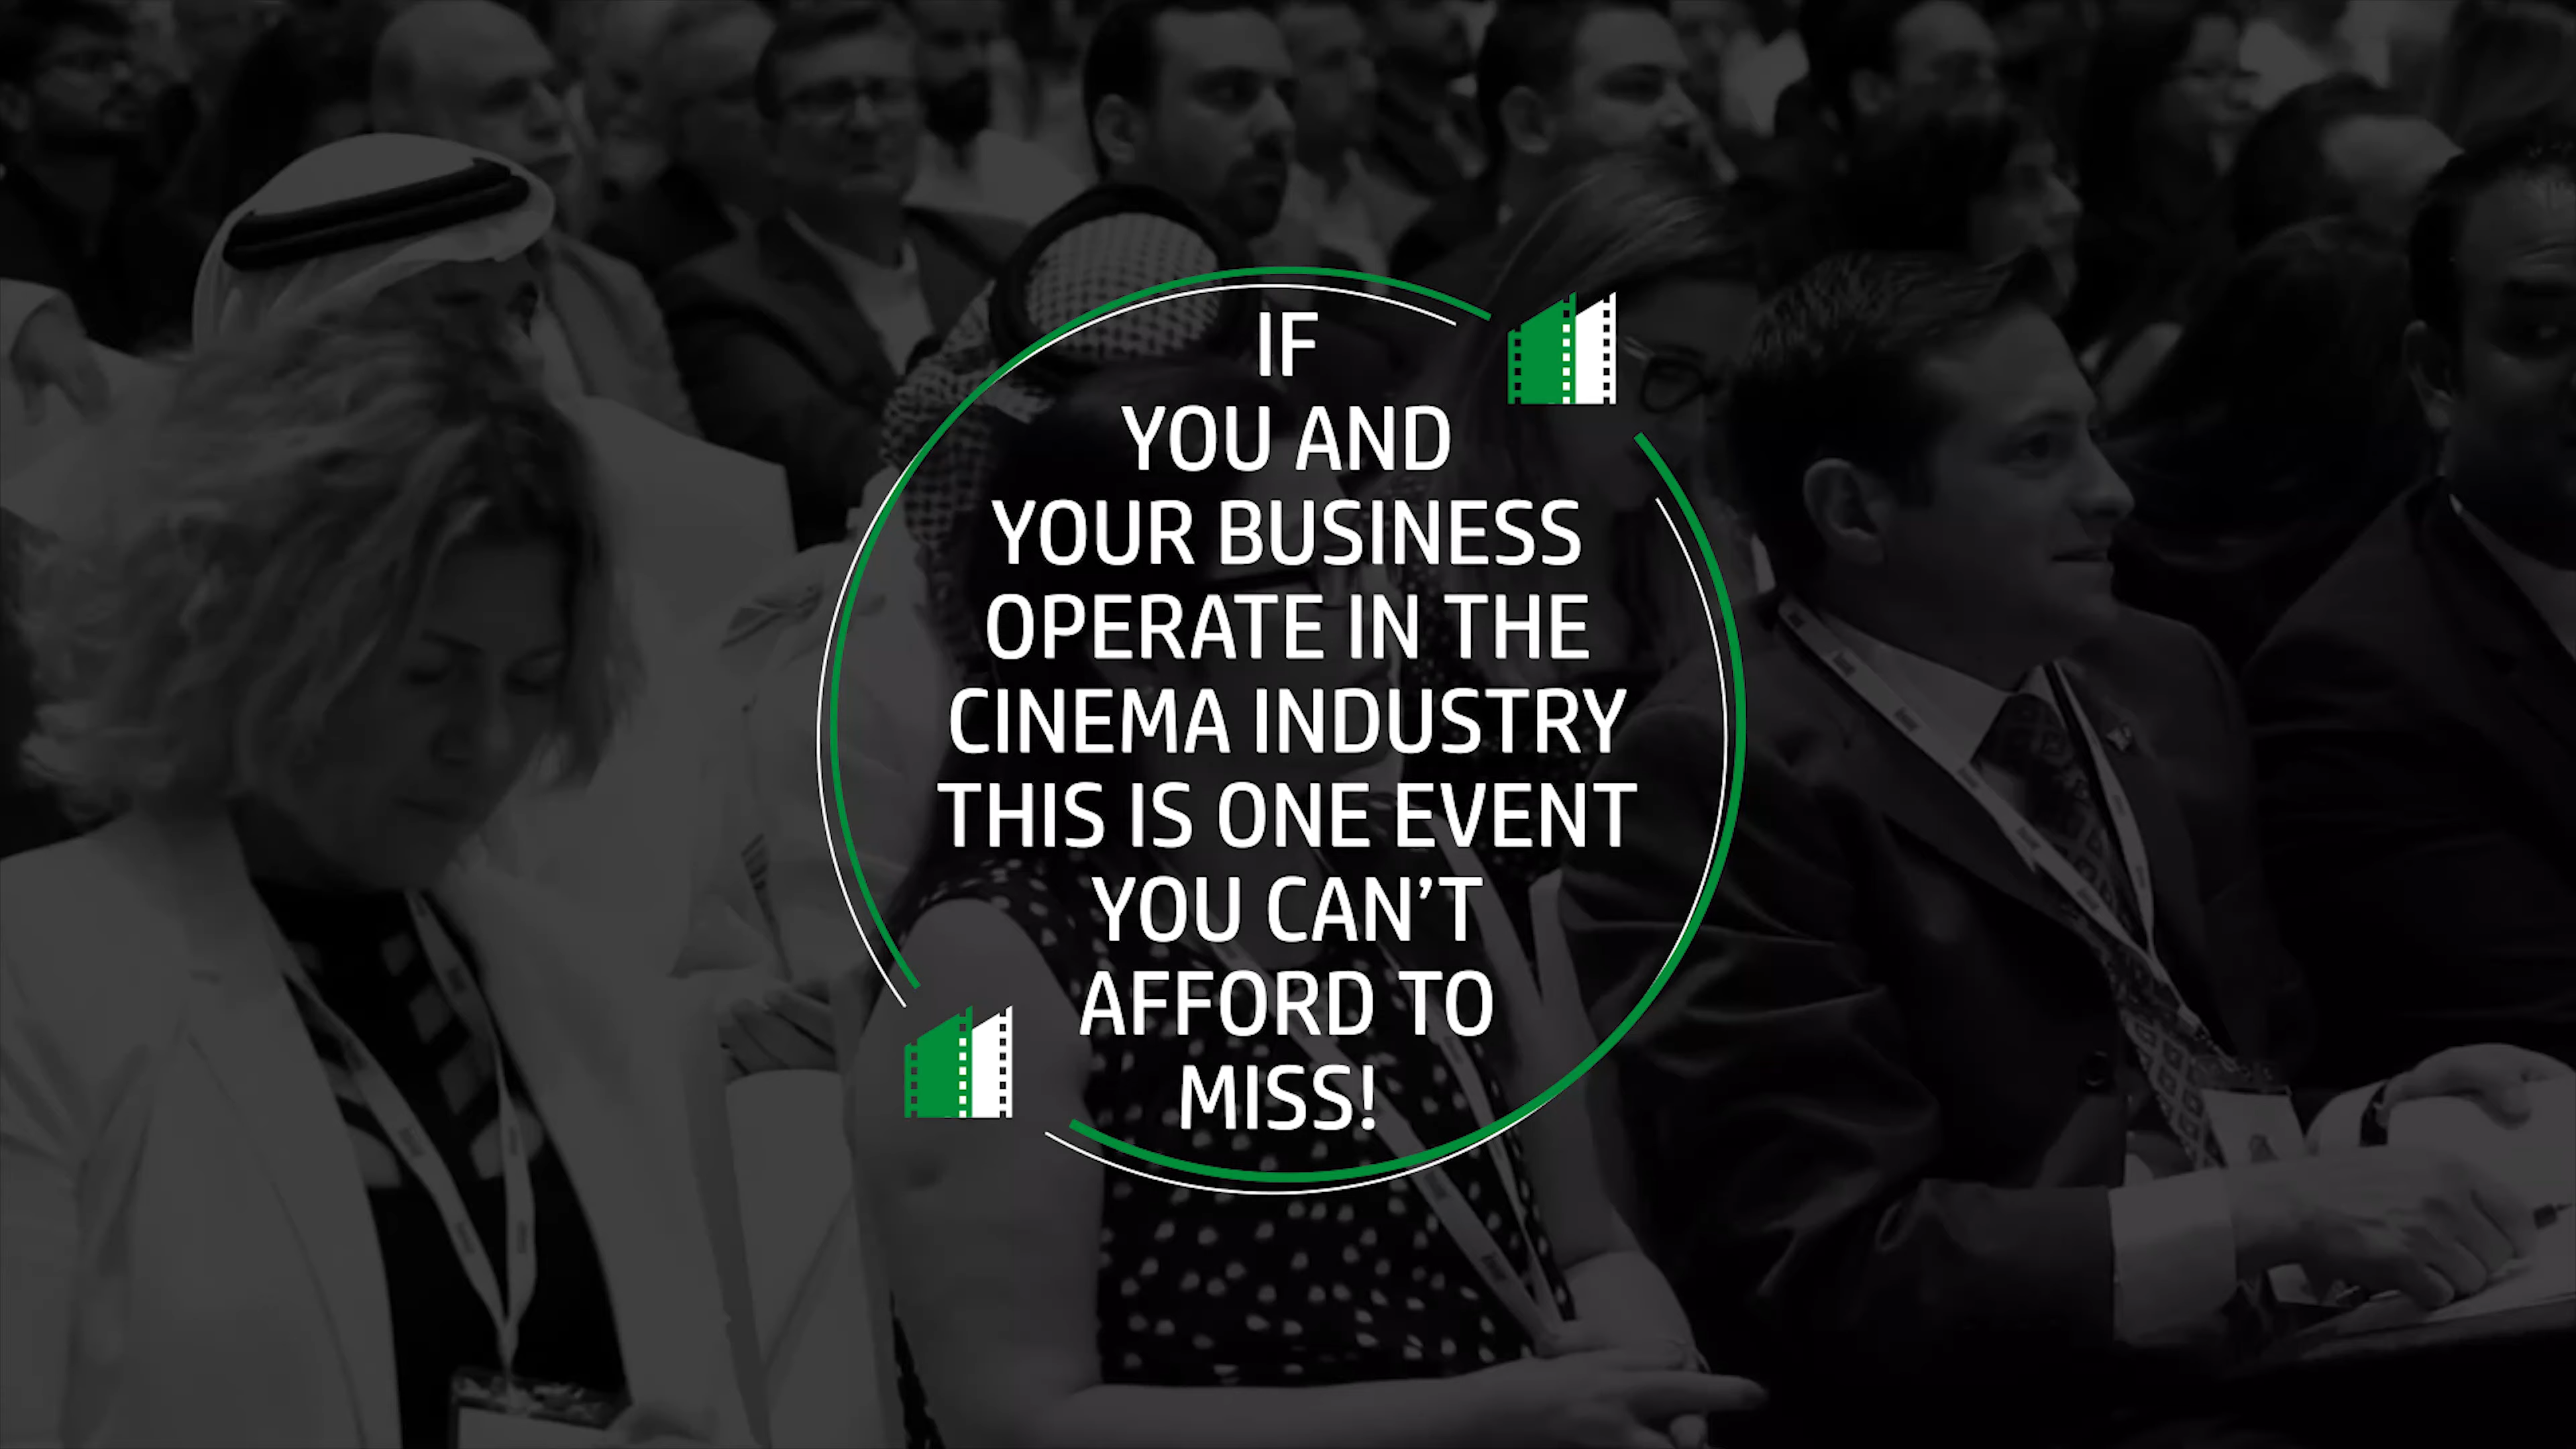 IF
YOU AND
YOUR BUSINESS
OPERATE IN THE
CINEMA INDUSTRY
THIS IS ONE EVENT
YOU CAN’T
AFFORD TO
MISS!